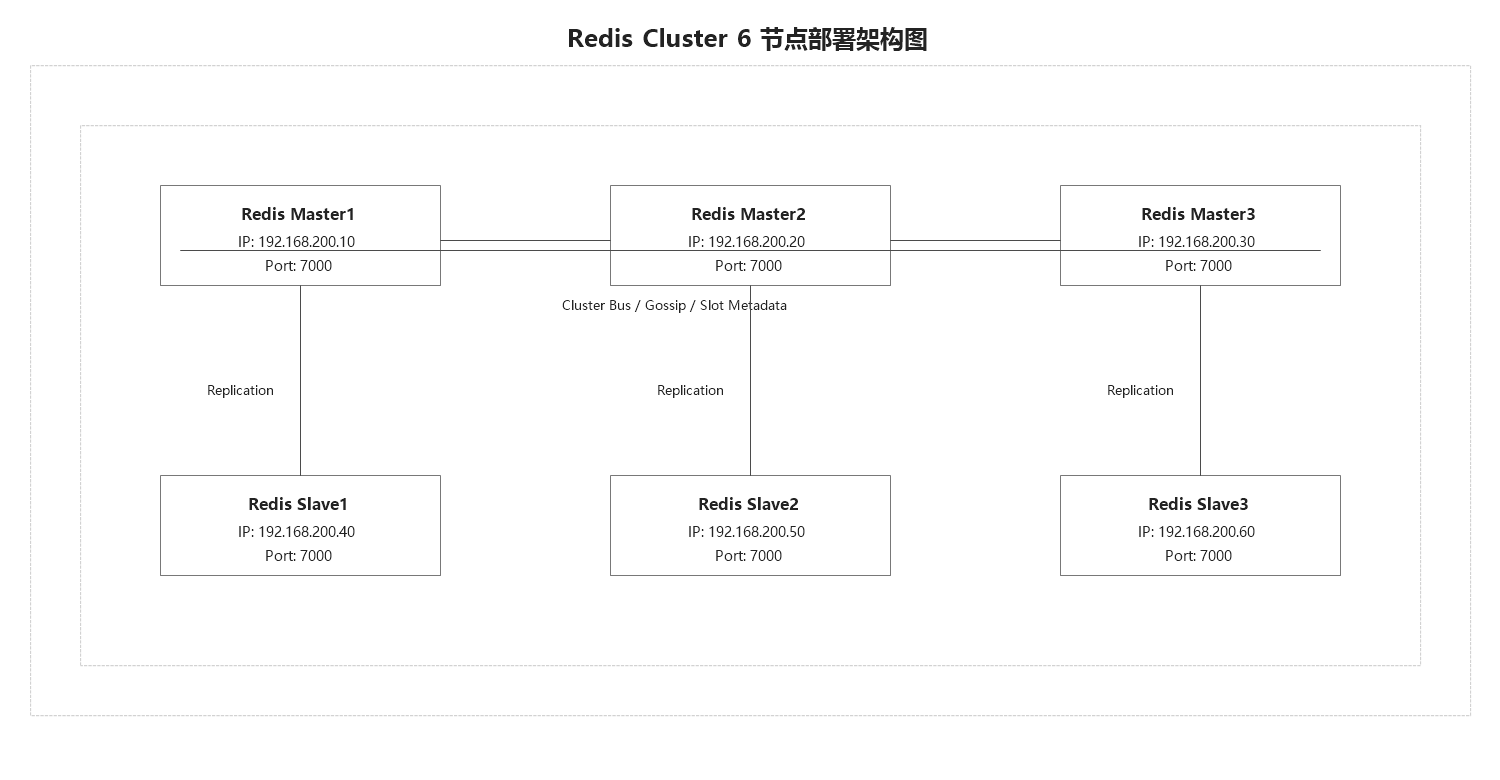 Redis Cluster 6 节点部署架构图
Redis Master1
IP: 192.168.200.10
Port: 7000
Redis Master2
IP: 192.168.200.20
Port: 7000
Redis Master3
IP: 192.168.200.30
Port: 7000
Cluster Bus / Gossip / Slot Metadata
Replication
Replication
Replication
Redis Slave1
IP: 192.168.200.40
Port: 7000
Redis Slave2
IP: 192.168.200.50
Port: 7000
Redis Slave3
IP: 192.168.200.60
Port: 7000